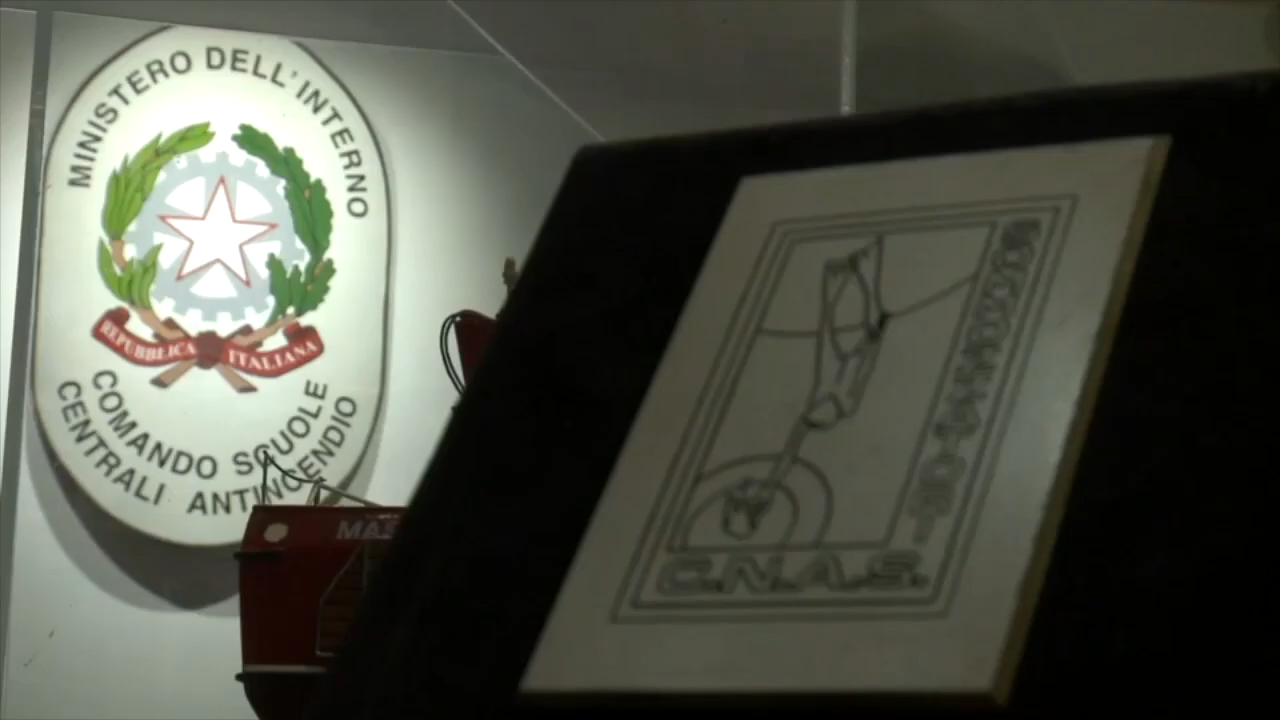 MINISTERO DELL'INTERNO
REPUBBLICA ITALIANA
COMANDO SCUOLE
CENTRALI ANTINCENDIO
C.N.A.S.